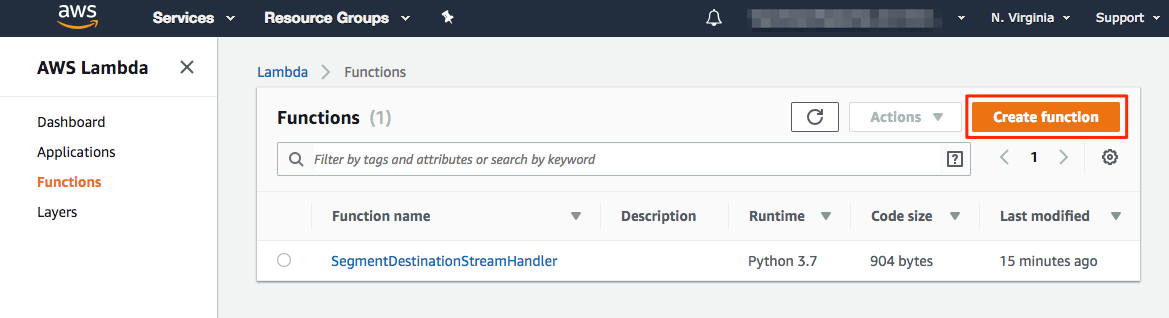 aws Services Resource Groups N. Virginia Support
AWS Lambda
Dashboard
Applications
Functions
Layers
Lambda > Functions
Functions (1) Actions Create function
Filter by tags and attributes or search by keyword ? 1
Function name Description Runtime Code size Last modified
SegmentDestinationStreamHandler Python 3.7 904 bytes 15 minutes ago